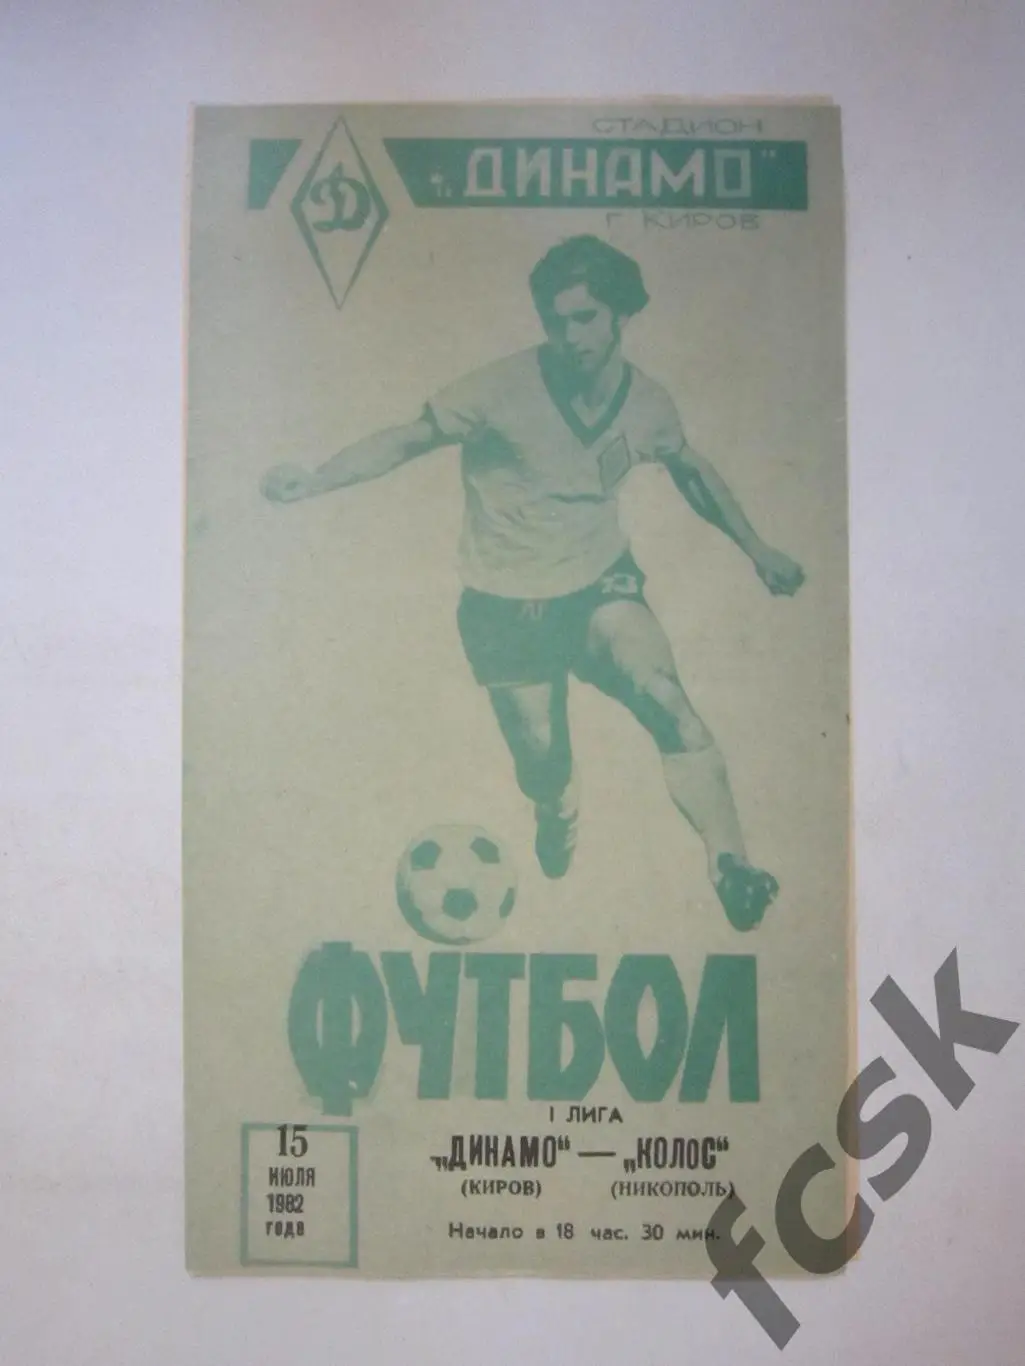 СТАДИОН
"ДИНАМО"
Г. КИРОВ
Д
13
ФУТБОЛ
I ЛИГА
15
ИЮЛЯ
1982
года
„ДИНАМО“ — „КОЛОС“
(КИРОВ) (НИКОПОЛЬ)
Начало в 18 час. 30 мин.
fcsk